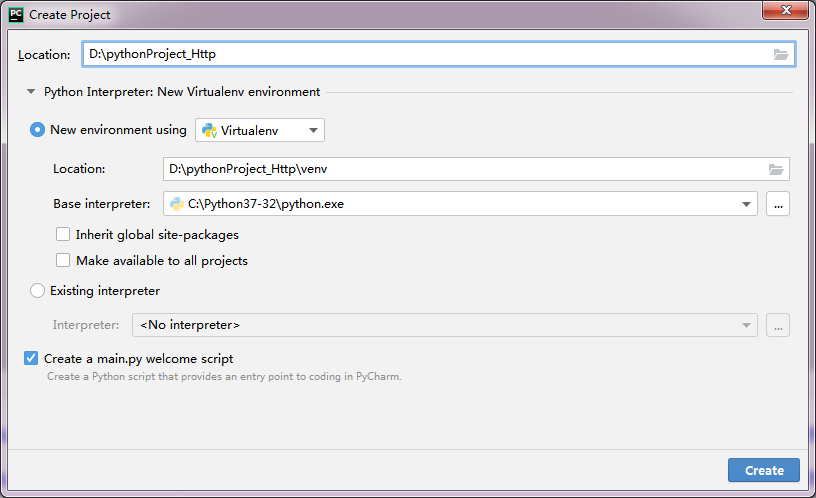 PC Create Project
Location: D:\pythonProject_Http
Python Interpreter: New Virtualenv environment
New environment using Virtualenv
Location: D:\pythonProject_Http\venv
Base interpreter: C:\Python37-32\python.exe ...
Inherit global site-packages
Make available to all projects
Existing interpreter
Interpreter: <No interpreter> ...
Create a main.py welcome script
Create a Python script that provides an entry point to coding in PyCharm.
Create